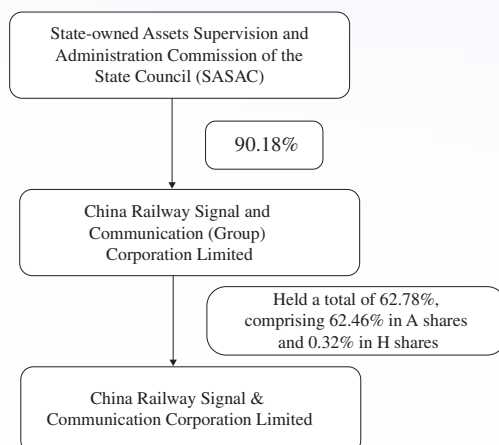 State-owned Assets Supervision and
Administration Commission of the
State Council (SASAC)
90.18%
China Railway Signal and
Communication (Group)
Corporation Limited
Held a total of 62.78%,
comprising 62.46% in A shares
and 0.32% in H shares
China Railway Signal &
Communication Corporation Limited